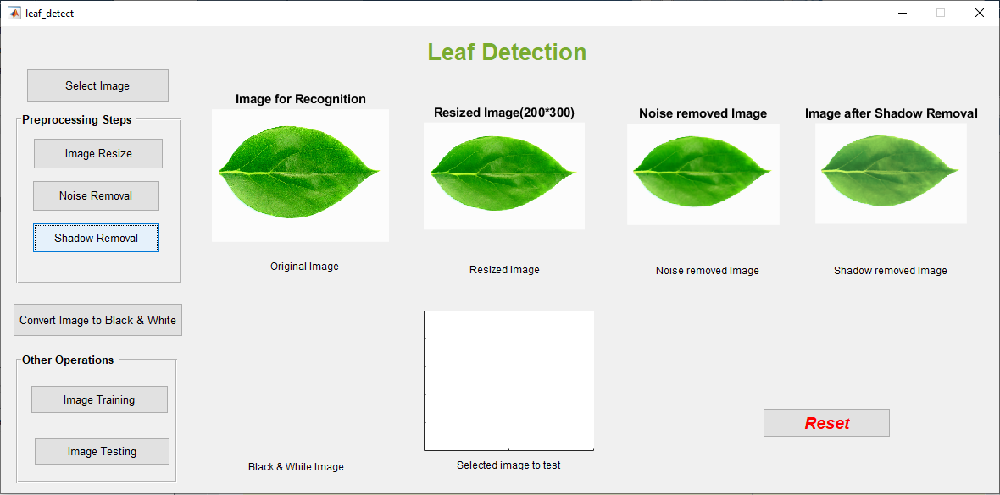 leaf_detect
Leaf Detection
Select Image
Preprocessing Steps
Image Resize
Noise Removal
Shadow Removal
Convert Image to Black & White
Other Operations
Image Training
Image Testing
Image for Recognition
Original Image
Resized Image(200*300)
Resized Image
Noise removed Image
Noise removed Image
Image after Shadow Removal
Shadow removed Image
Black & White Image
Selected image to test
Reset